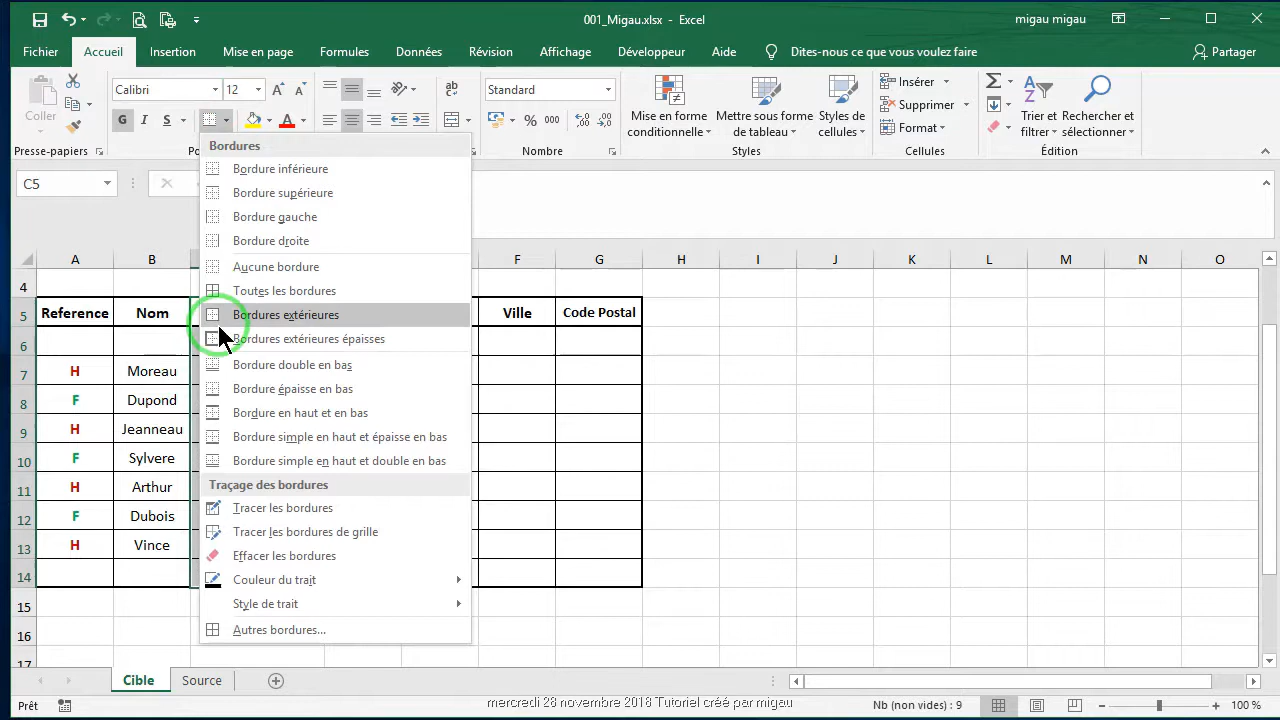 001_Migau.xlsx - Excel
migau migau
Fichier Accueil Insertion Mise en page Formules Données Révision Affichage Développeur Aide Dites-nous ce que vous voulez faire Partager
Calibri 12 Standard
Coller
G I S
% 000
Mise en forme conditionnelle
Mettre sous forme de tableau
Styles de cellules
Insérer
Supprimer
Format
Trier et filtrer
Rechercher et sélectionner
Presse-papiers Nombre Styles Cellules Édition
C5
Bordures
Bordure inférieure
Bordure supérieure
Bordure gauche
Bordure droite
Aucune bordure
Toutes les bordures
Bordures extérieures
Bordures extérieures épaisses
Bordure double en bas
Bordure épaisse en bas
Bordure en haut et en bas
Bordure simple en haut et épaisse en bas
Bordure simple en haut et double en bas
Traçage des bordures
Tracer les bordures
Tracer les bordures de grille
Effacer les bordures
Couleur du trait
Style de trait
Autres bordures...
A B F G H I J K L M N O
4
5 Reference Nom Ville Code Postal
6
7 H Moreau
8 F Dupond
9 H Jeanneau
10 F Sylvere
11 H Arthur
12 F Dubois
13 H Vince
14
15
16
17
Cible Source
Prêt
mercredi 28 novembre 2018 Tutorial créé par migau
Nb (non vides) : 9
100 %